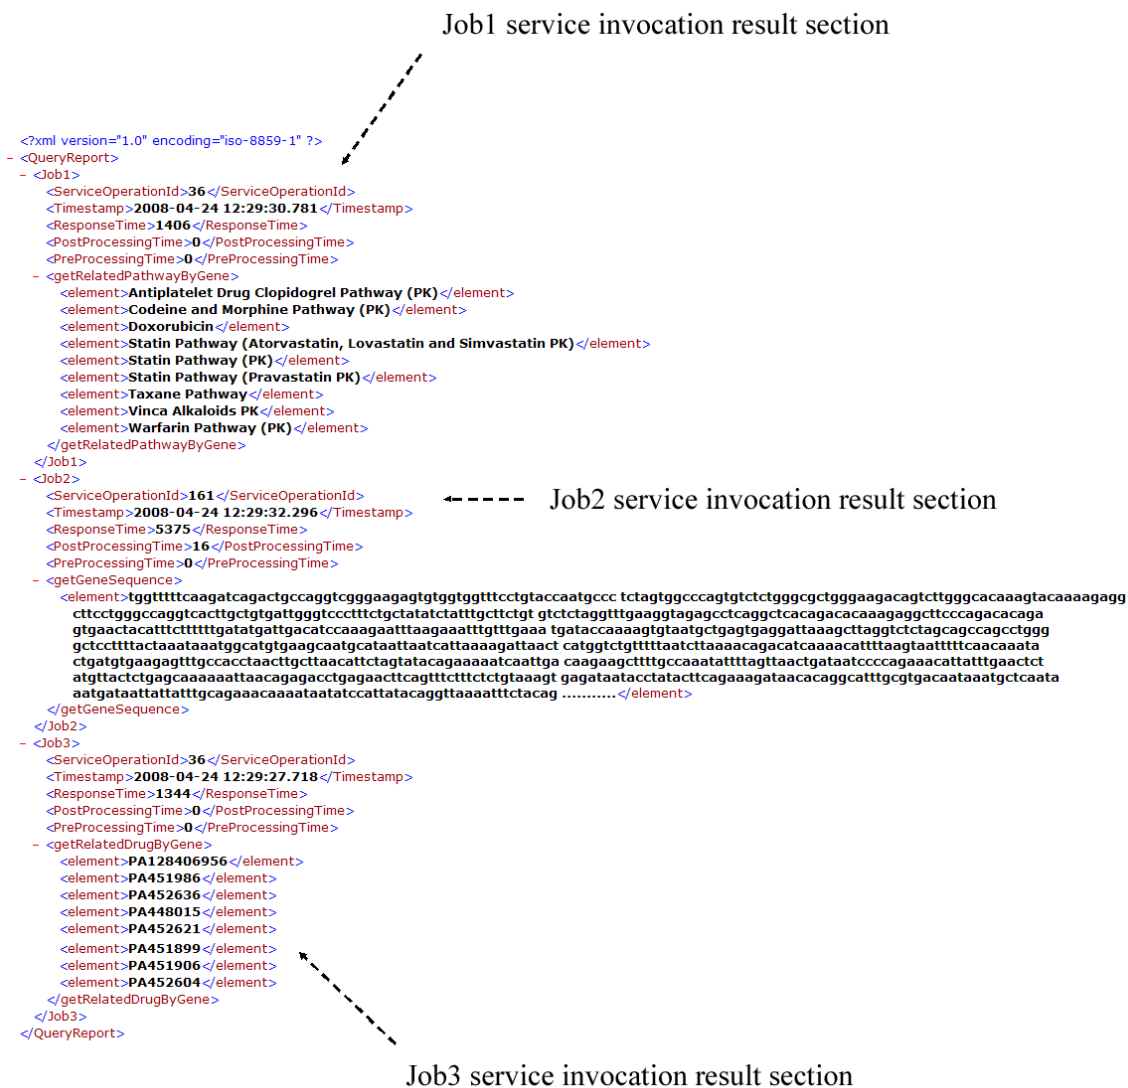 Job1 service invocation result section
<?xml version="1.0" encoding="iso-8859-1" ?>
- <QueryReport>
- <Job1>
<ServiceOperationId>36</ServiceOperationId>
<Timestamp>2008-04-24 12:29:30.781</Timestamp>
<ResponseTime>1406</ResponseTime>
<PostProcessingTime>0</PostProcessingTime>
<PreProcessingTime>0</PreProcessingTime>
- <getRelatedPathwayByGene>
<element>Antiplatelet Drug Clopidogrel Pathway (PK)</element>
<element>Codeine and Morphine Pathway (PK)</element>
<element>Doxorubicin</element>
<element>Statin Pathway (Atorvastatin, Lovastatin and Simvastatin PK)</element>
<element>Statin Pathway (PK)</element>
<element>Statin Pathway (Pravastatin PK)</element>
<element>Taxane Pathway</element>
<element>Vinca Alkaloids PK</element>
<element>Warfarin Pathway (PK)</element>
</getRelatedPathwayByGene>
</Job1>
- <Job2>
<ServiceOperationId>161</ServiceOperationId>
Job2 service invocation result section
<Timestamp>2008-04-24 12:29:32.296</Timestamp>
<ResponseTime>5375</ResponseTime>
<PostProcessingTime>16</PostProcessingTime>
<PreProcessingTime>0</PreProcessingTime>
- <getGeneSequence>
<element>tggtttttcaagatcagactgccaggtcgggaagagtgtggtggtttcctgtaccaatgccc tctagtggcccagtgtctctgggcgctgggaagacagtcttgggcacaaagtacaaaagagg
cttcctgggccaggtcacttgctgtgattgggtccctttctgctatatctatttgcttctgt gtctctaggtttgaaggtagagcctcaggctcacagacacaaagaggcttcccagacacaga
gtgaactacatttcttttttgatatgattgacatccaaagaatttaagaaatttgtttgaaa tgataccaaaagtgtaatgctgagtgaggattaaagcttaggtctctagcagccagcctggg
gctccttttactaaataaatggcatgtgaagcaatgcataattaatcattaaaagattaact catggtctgtttttaatcttaaaacagacatcaaaacattttaagtaatttttcaacaaata
ctgatgtgaagagtttgccacctaacttgcttaacattctagtatacagaaaaatcaattga acaagaagcttttgccaaatattttagttaactgataatccccagaaacattatttgaactct
atgttactctgagcaaaaaattaacagagacctgagaacttcagtttctttctctgtaaagt gagataatacctatacttcagaaagataacacaggcatttgcgtgacaataaatgctcaata
aatgataattattatttgcagaaacaaaataatatccattatacaggttaaaatttctacag ...........</element>
</getGeneSequence>
</Job2>
- <Job3>
<ServiceOperationId>36</ServiceOperationId>
<Timestamp>2008-04-24 12:29:27.718</Timestamp>
<ResponseTime>1344</ResponseTime>
<PostProcessingTime>0</PostProcessingTime>
<PreProcessingTime>0</PreProcessingTime>
- <getRelatedDrugByGene>
<element>PA128406956</element>
<element>PA451986</element>
<element>PA452636</element>
<element>PA448015</element>
<element>PA452621</element>
<element>PA451899</element>
<element>PA451906</element>
<element>PA452604</element>
</getRelatedDrugByGene>
</Job3>
</QueryReport>
Job3 service invocation result section